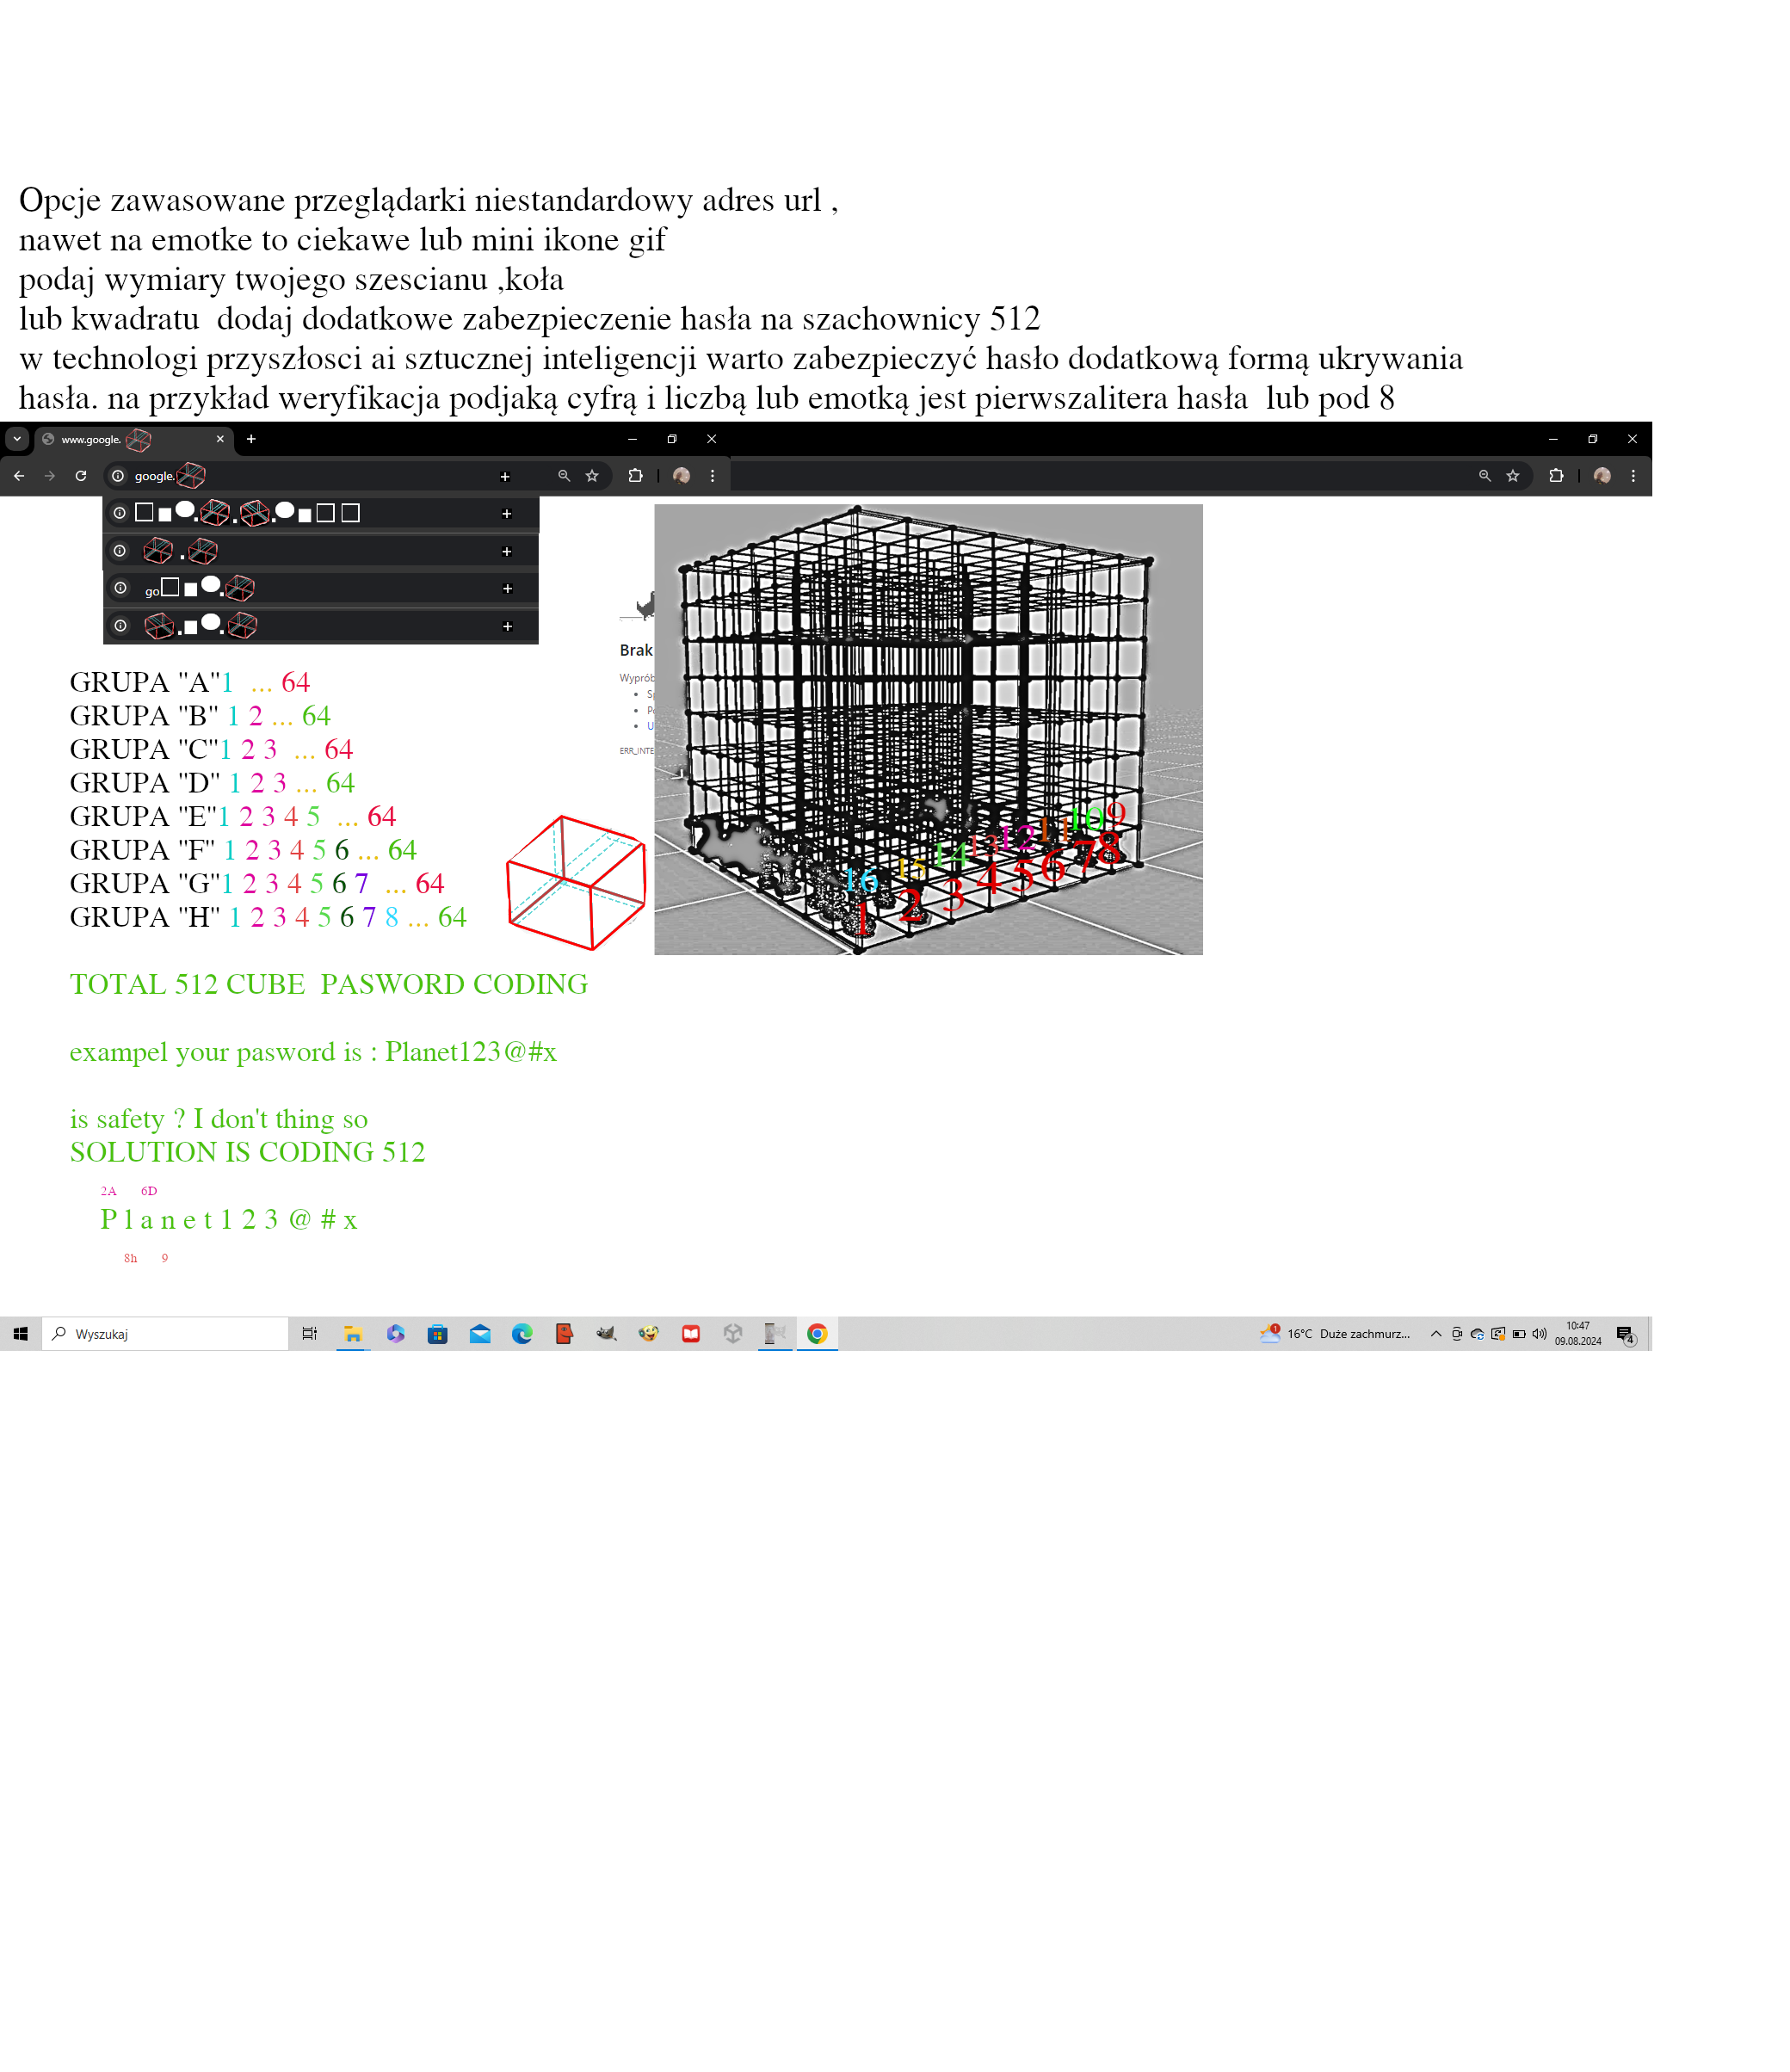 Opcje zawasowane przeglądarki niestandardowy adres url ,
nawet na emotke to ciekawe lub mini ikone gif
podaj wymiary twojego szescianu ,koła
lub kwadratu  dodaj dodatkowe zabezpieczenie hasła na szachownicy 512
w technologi przyszłosci ai sztucznej inteligencji warto zabezpieczyć hasło dodatkową formą ukrywania
hasła. na przykład weryfikacja podjaką cyfrą i liczbą lub emotką jest pierwszalitera hasła  lub pod 8
www.google.
google.
go
Brak
Wyprób
ERR_INTE
GRUPA "A"1  ... 64
GRUPA "B" 1 2 ... 64
GRUPA "C"1 2 3  ... 64
GRUPA "D" 1 2 3 ... 64
GRUPA "E"1 2 3 4 5  ... 64
GRUPA "F" 1 2 3 4 5 6 ... 64
GRUPA "G"1 2 3 4 5 6 7  ... 64
GRUPA "H" 1 2 3 4 5 6 7 8 ... 64
16 15 14 13 12 11 10 9
1 2 3 4 5 6 7 8
TOTAL 512 CUBE  PASWORD CODING
exampel your pasword is : Planet123@#x
is safety ? I don't thing so
SOLUTION IS CODING 512
2A 6D
P l a n e t 1 2 3 @ # x
8h 9
Wyszukaj
1
16°C Duże zachmurz...
10:47
09.08.2024
4